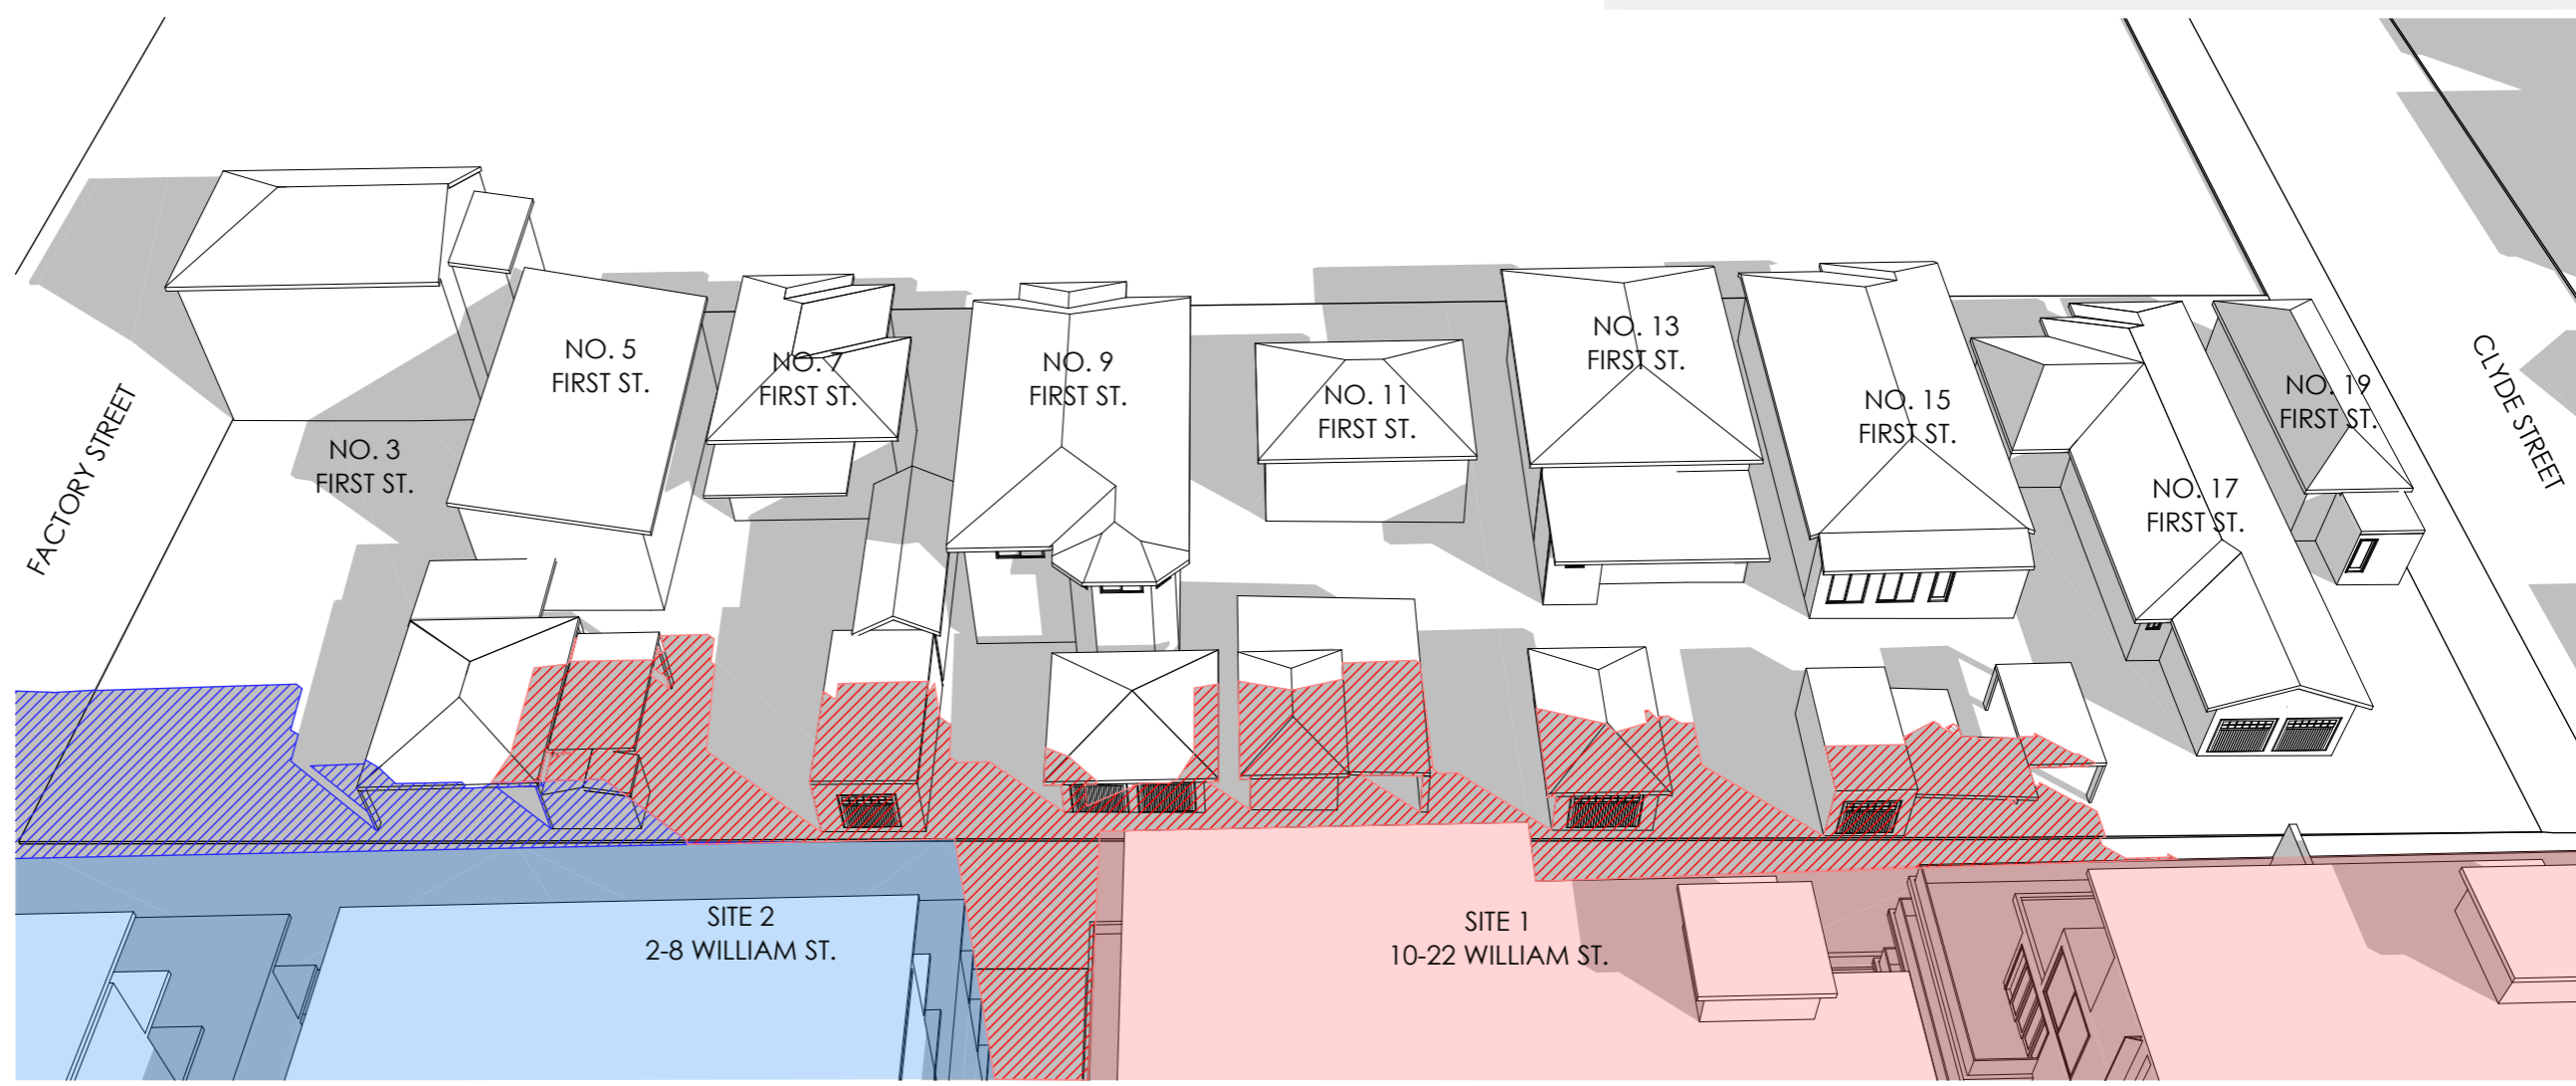 FACTORY STREET
NO. 3
FIRST ST.
NO. 5
FIRST ST.
NO. 7
FIRST ST.
NO. 9
FIRST ST.
NO. 11
FIRST ST.
NO. 13
FIRST ST.
NO. 15
FIRST ST.
NO. 17
FIRST ST.
NO. 19
FIRST ST.
CLYDE STREET
SITE 2
2-8 WILLIAM ST.
SITE 1
10-22 WILLIAM ST.